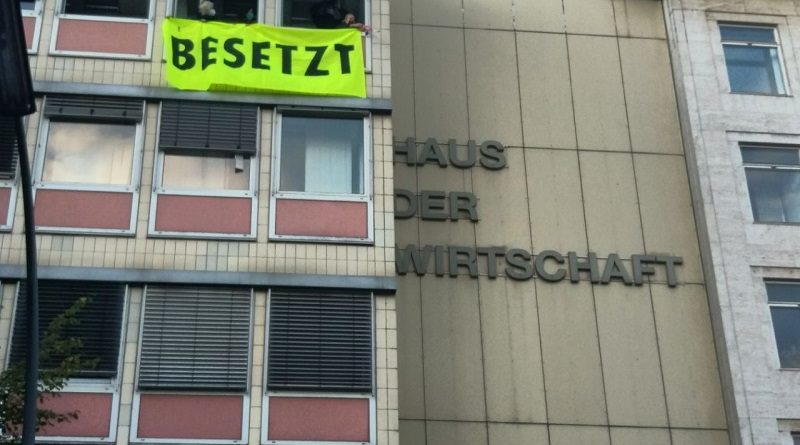 BESETZT
HAUS
DER
WIRTSCHAFT